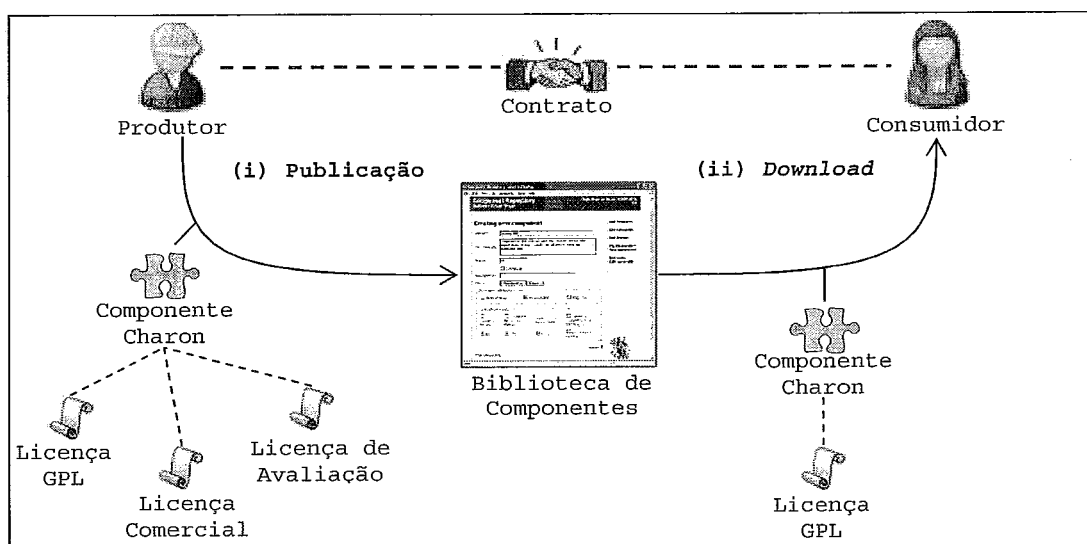 Produtor
Contrato
Consumidor
(i) Publicação
(ii) Download
Componente
Charon
Biblioteca de
Componentes
Componente
Charon
Licença
GPL
Licença
Comercial
Licença de
Avaliação
Licença
GPL